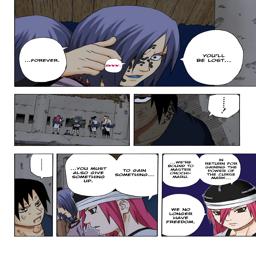 YOU'LL
BE LOST...
...FOREVER.
...
IN
RETURN FOR
GAINING THE
POWER OF
THE CURSE
MARK...
...WE'RE
BOUND TO
MASTER
OROCHI-
MARU.
WE NO
LONGER
HAVE
FREEDOM.
TO GAIN
SOMETHING...
...YOU MUST
ALSO GIVE
SOMETHING
UP.